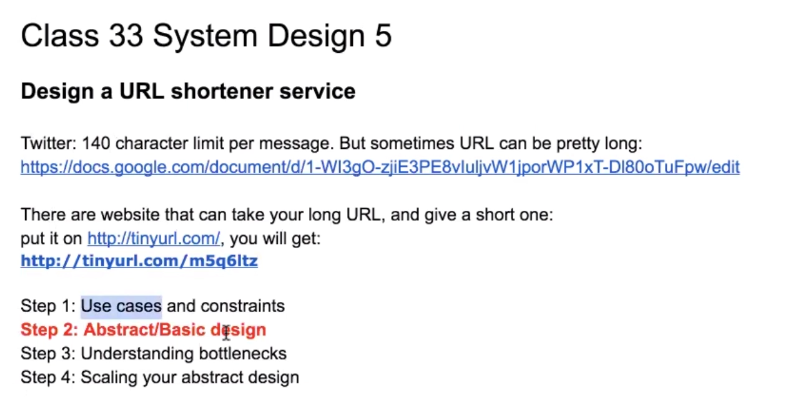 Class 33 System Design 5
Design a URL shortener service
Twitter: 140 character limit per message. But sometimes URL can be pretty long:
https://docs.google.com/document/d/1-WI3gO-zjiE3PE8vIuljvW1jporWP1xT-Dl80oTuFpw/edit
There are website that can take your long URL, and give a short one:
put it on http://tinyurl.com/, you will get:
http://tinyurl.com/m5q6ltz
Step 1: Use cases and constraints
Step 2: Abstract/Basic design
Step 3: Understanding bottlenecks
Step 4: Scaling your abstract design